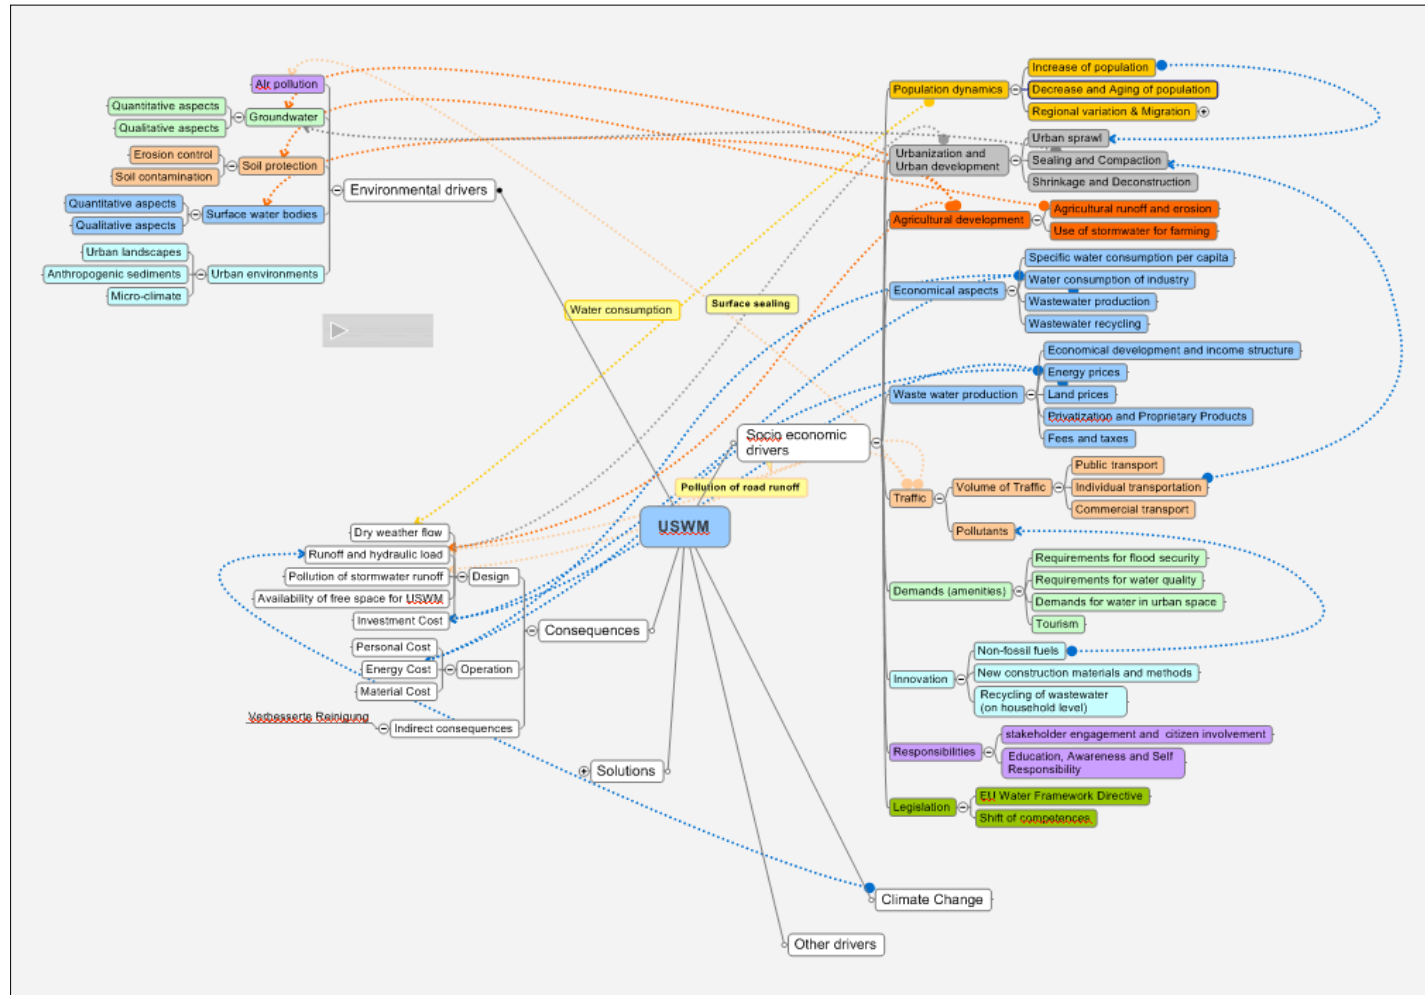 Air pollution
Quantitative aspects
Groundwater
Qualitative aspects
Erosion control
Soil protection
Soil contamination
Environmental drivers
Quantitative aspects
Surface water bodies
Qualitative aspects
Urban landscapes
Anthropogenic sediments
Urban environments
Micro-climate
Water consumption
Surface sealing
Population dynamics
Increase of population
Decrease and Aging of population
Regional variation & Migration
Urbanization and
Urban development
Urban sprawl
Sealing and Compaction
Shrinkage and Deconstruction
Agricultural development
Agricultural runoff and erosion
Use of stormwater for farming
Economical aspects
Specific water consumption per capita
Water consumption of industry
Wastewater production
Wastewater recycling
Waste water production
Economical development and income structure
Energy prices
Land prices
Privatization and Proprietary Products
Fees and taxes
Socio economic
drivers
Pollution of road runoff
Traffic
Volume of Traffic
Public transport
Individual transportation
Commercial transport
Pollutants
USWM
Demands (amenities)
Requirements for flood security
Requirements for water quality
Demands for water in urban space
Tourism
Innovation
Non-fossil fuels
New construction materials and methods
Recycling of wastewater
(on household level)
Responsibilities
stakeholder engagement and citizen involvement
Education, Awareness and Self
Responsibility
Legislation
EU Water Framework Directive
Shift of competences
Dry weather flow
Runoff and hydraulic load
Pollution of stormwater runoff
Design
Availability of free space for USWM
Investment Cost
Consequences
Personal Cost
Energy Cost
Operation
Material Cost
Verbesserte Reinigung
Indirect consequences
Solutions
Climate Change
Other drivers